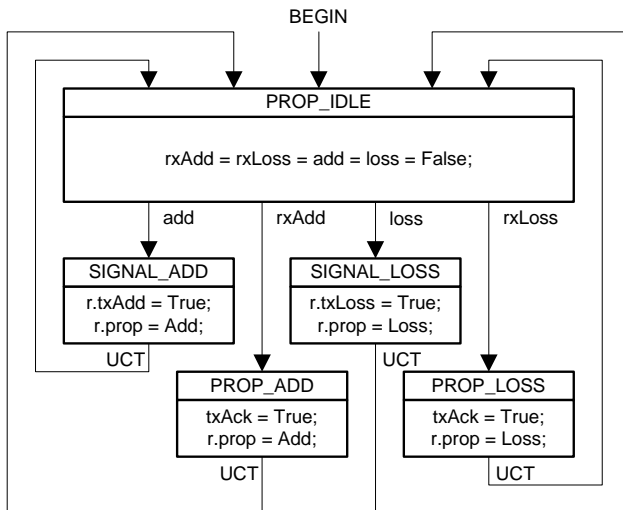 BEGIN
PROP_IDLE
rxAdd = rxLoss = add = loss = False;
add
rxAdd
loss
rxLoss
SIGNAL_ADD
r.txAdd = True;
r.prop = Add;
UCT
SIGNAL_LOSS
r.txLoss = True;
r.prop = Loss;
UCT
PROP_ADD
txAck = True;
r.prop = Add;
UCT
PROP_LOSS
txAck = True;
r.prop = Loss;
UCT